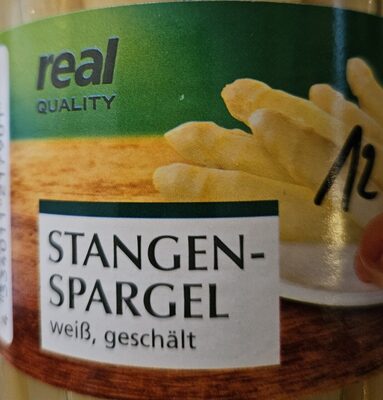 real
QUALITY
12
STANGEN-
SPARGEL
weiß, geschält